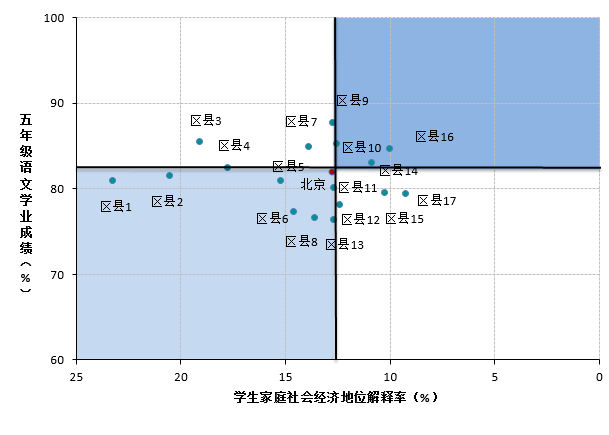 100
90
80
70
60
五年级语文学业成绩（%）
区县9
区县3
区县7
区县16
区县4
区县10
区县5
区县14
北京
区县11
区县2
区县17
区县1
区县6
区县12
区县15
区县8
区县13
25 20 15 10 5 0
学生家庭社会经济地位解释率（%）